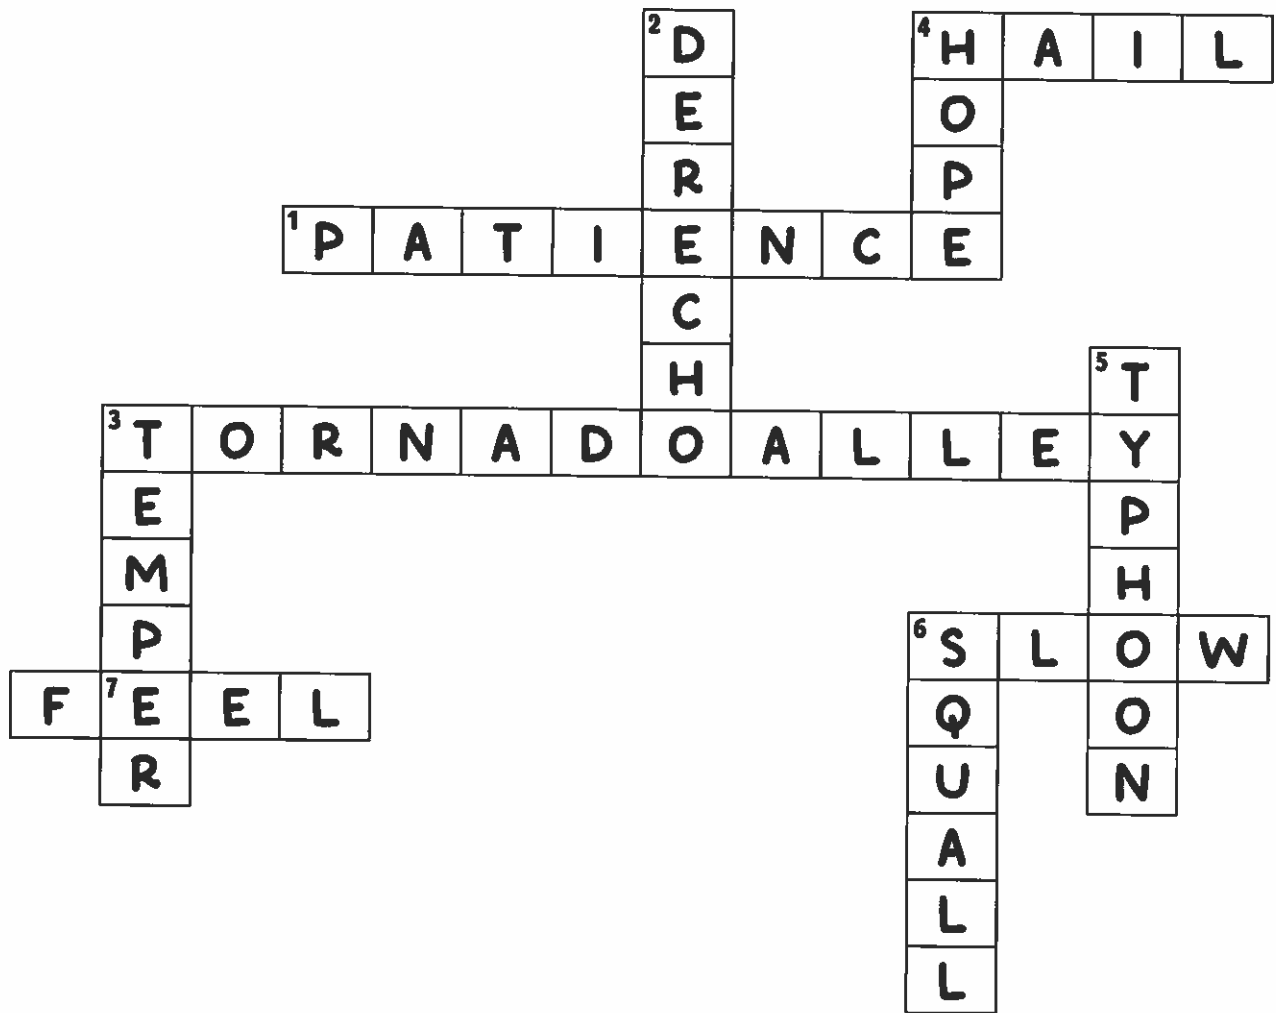 2 D 4 H A I L
E O
R P
1 P A T I E N C E
C
H 5 T
3 T O R N A D O A L L E Y
E P
M H
P 6 S L O W
F 7 E E L Q O
R U N
A
L
L